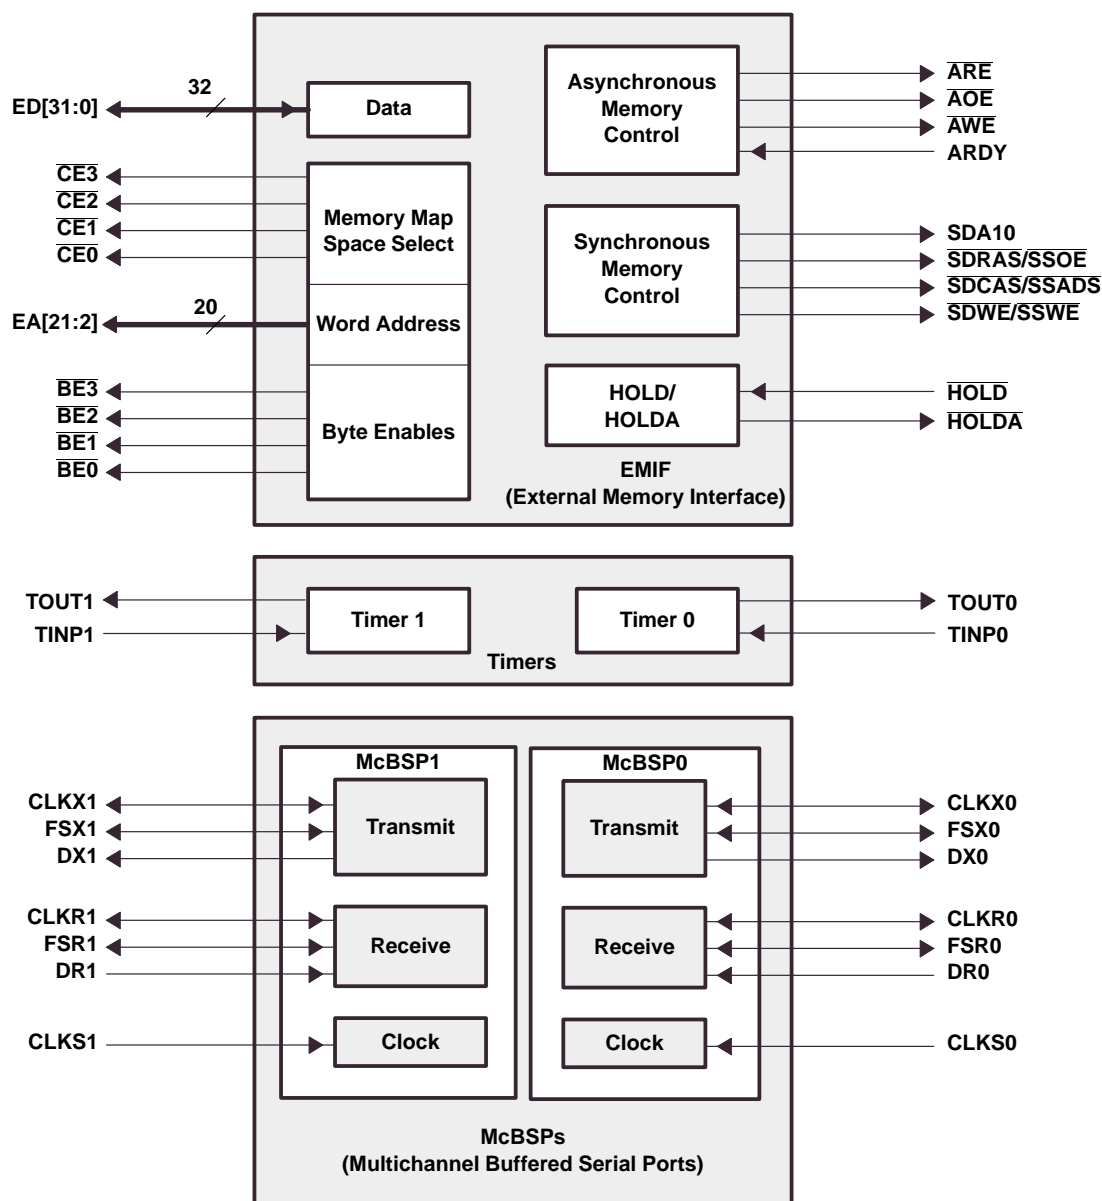 ED[31:0]
32
Data
CE3
CE2
CE1
CE0
Memory Map
Space Select
EA[21:2]
20
Word Address
BE3
BE2
BE1
BE0
Byte Enables
Asynchronous
Memory
Control
ARE
AOE
AWE
ARDY
Synchronous
Memory
Control
SDA10
SDRAS/SSOE
SDCAS/SSADS
SDWE/SSWE
HOLD/
HOLDA
HOLD
HOLDA
EMIF
(External Memory Interface)
TOUT1
TINP1
Timer 1
Timer 0
TOUT0
TINP0
Timers
McBSP1
CLKX1
FSX1
DX1
Transmit
CLKR1
FSR1
DR1
Receive
CLKS1
Clock
McBSP0
Transmit
CLKX0
FSX0
DX0
Receive
CLKR0
FSR0
DR0
Clock
CLKS0
McBSPs
(Multichannel Buffered Serial Ports)